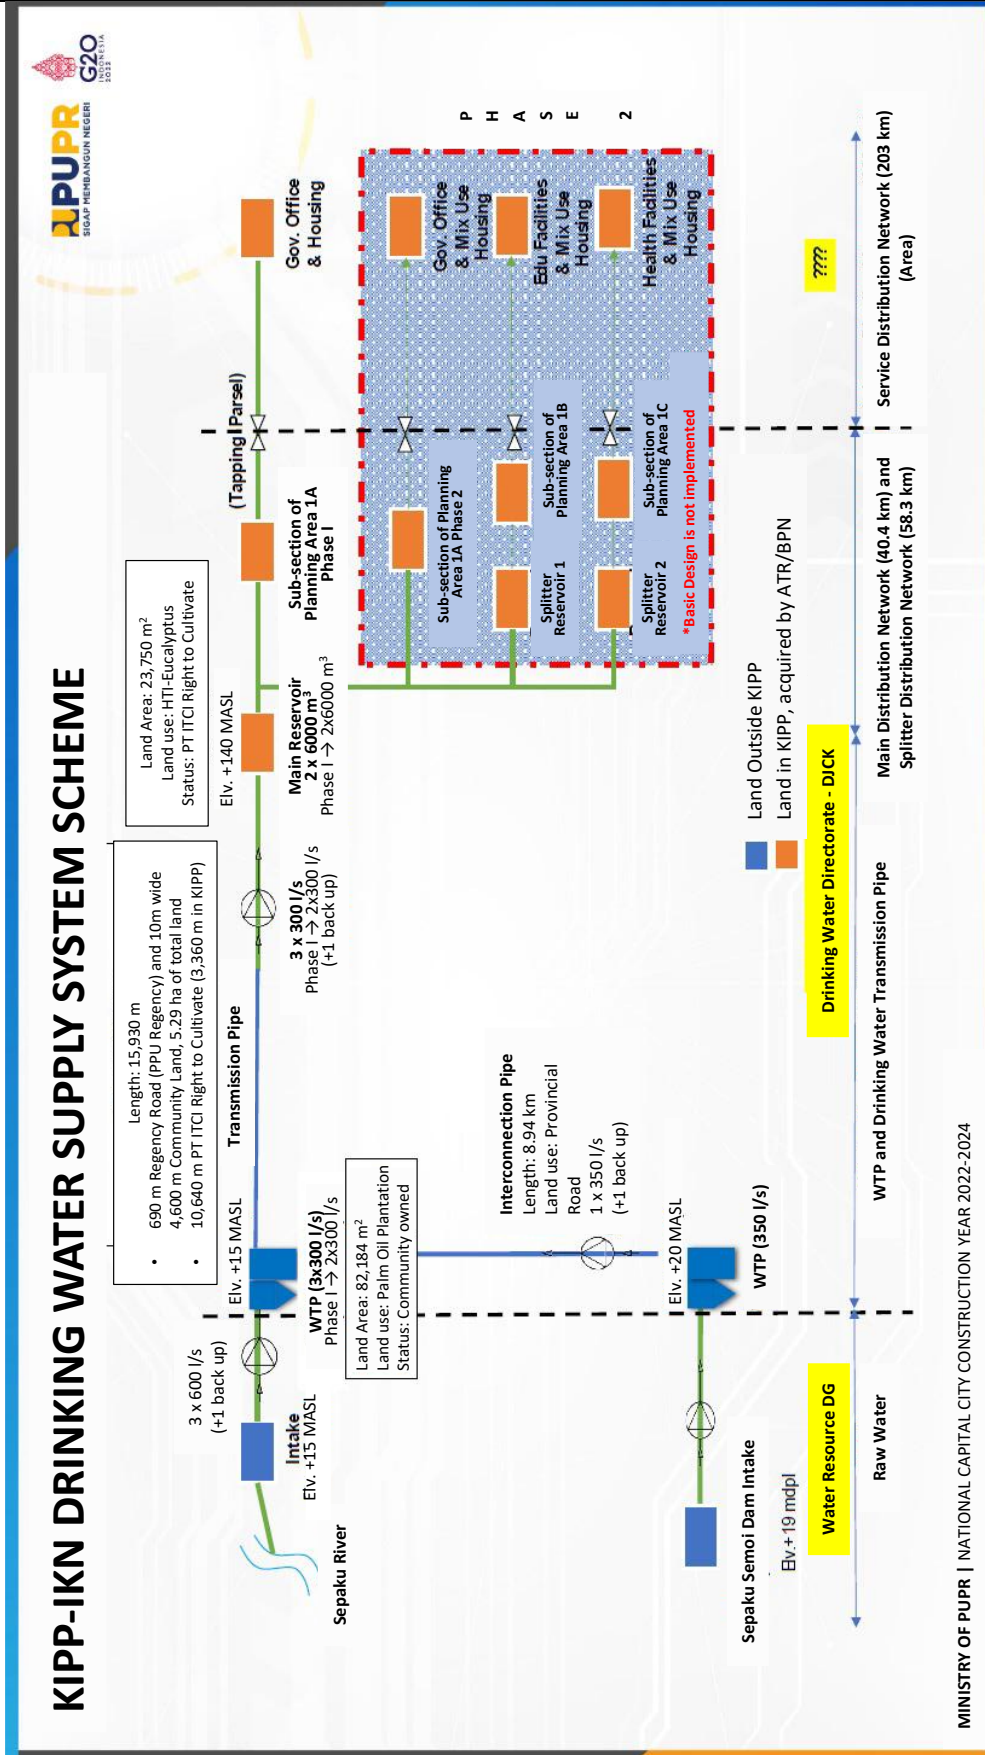 KIPP-IKN DRINKING WATER SUPPLY SYSTEM SCHEME
PUPR
SIGAP MEMBANGUN NEGERI
G20
INDONESIA
2022
Length: 15,930 m
• 690 m Regency Road (PPU Regency) and 10m wide
4,600 m Community Land, 5.29 ha of total land
• 10,640 m PT ITCI Right to Cultivate (3,360 m in KIPP)
Land Area: 23,750 m²
Land use: HTI-Eucalyptus
Status: PT ITCI Right to Cultivate
3 x 600 l/s
(+1 back up)
Elv. +15 MASL
Transmission Pipe
Elv. +140 MASL
(Tapping Parsel)
Intake
Elv. +15 MASL
Sepaku River
WTP (3x300 l/s)
Phase I → 2x300 l/s
Land Area: 82,184 m²
Land use: Palm Oil Plantation
Status: Community owned
3 x 300 l/s
Phase I → 2x300 l/s
(+1 back up)
Main Reservoir
2 x 6000 m³
Phase I → 2x6000 m³
Sub-section of
Planning Area 1A
Phase I
Gov. Office
& Housing
Sub-section of Planning
Area 1A Phase 2
Gov. Office
& Mix Use
Housing
Splitter
Reservoir 1
Sub-section of
Planning Area 1B
Edu Facilities
& Mix Use
Housing
Splitter
Reservoir 2
Sub-section of
Planning Area 1C
Health Facilities
& Mix Use
Housing
*Basic Design is not implemented
P
H
A
S
E
2
Interconnection Pipe
Length: 8.94 km
Land use: Provincial
Road
1 x 350 l/s
(+1 back up)
Elv. +20 MASL
WTP (350 l/s)
Sepaku Semoi Dam Intake
Elv.+19 mdpl
Land Outside KIPP
Land in KIPP, acquired by ATR/BPN
Water Resource DG
Drinking Water Directorate - DJCK
????
Raw Water
WTP and Drinking Water Transmission Pipe
Main Distribution Network (40.4 km) and
Splitter Distribution Network (58.3 km)
Service Distribution Network (203 km)
(Area)
MINISTRY OF PUPR | NATIONAL CAPITAL CITY CONSTRUCTION YEAR 2022-2024